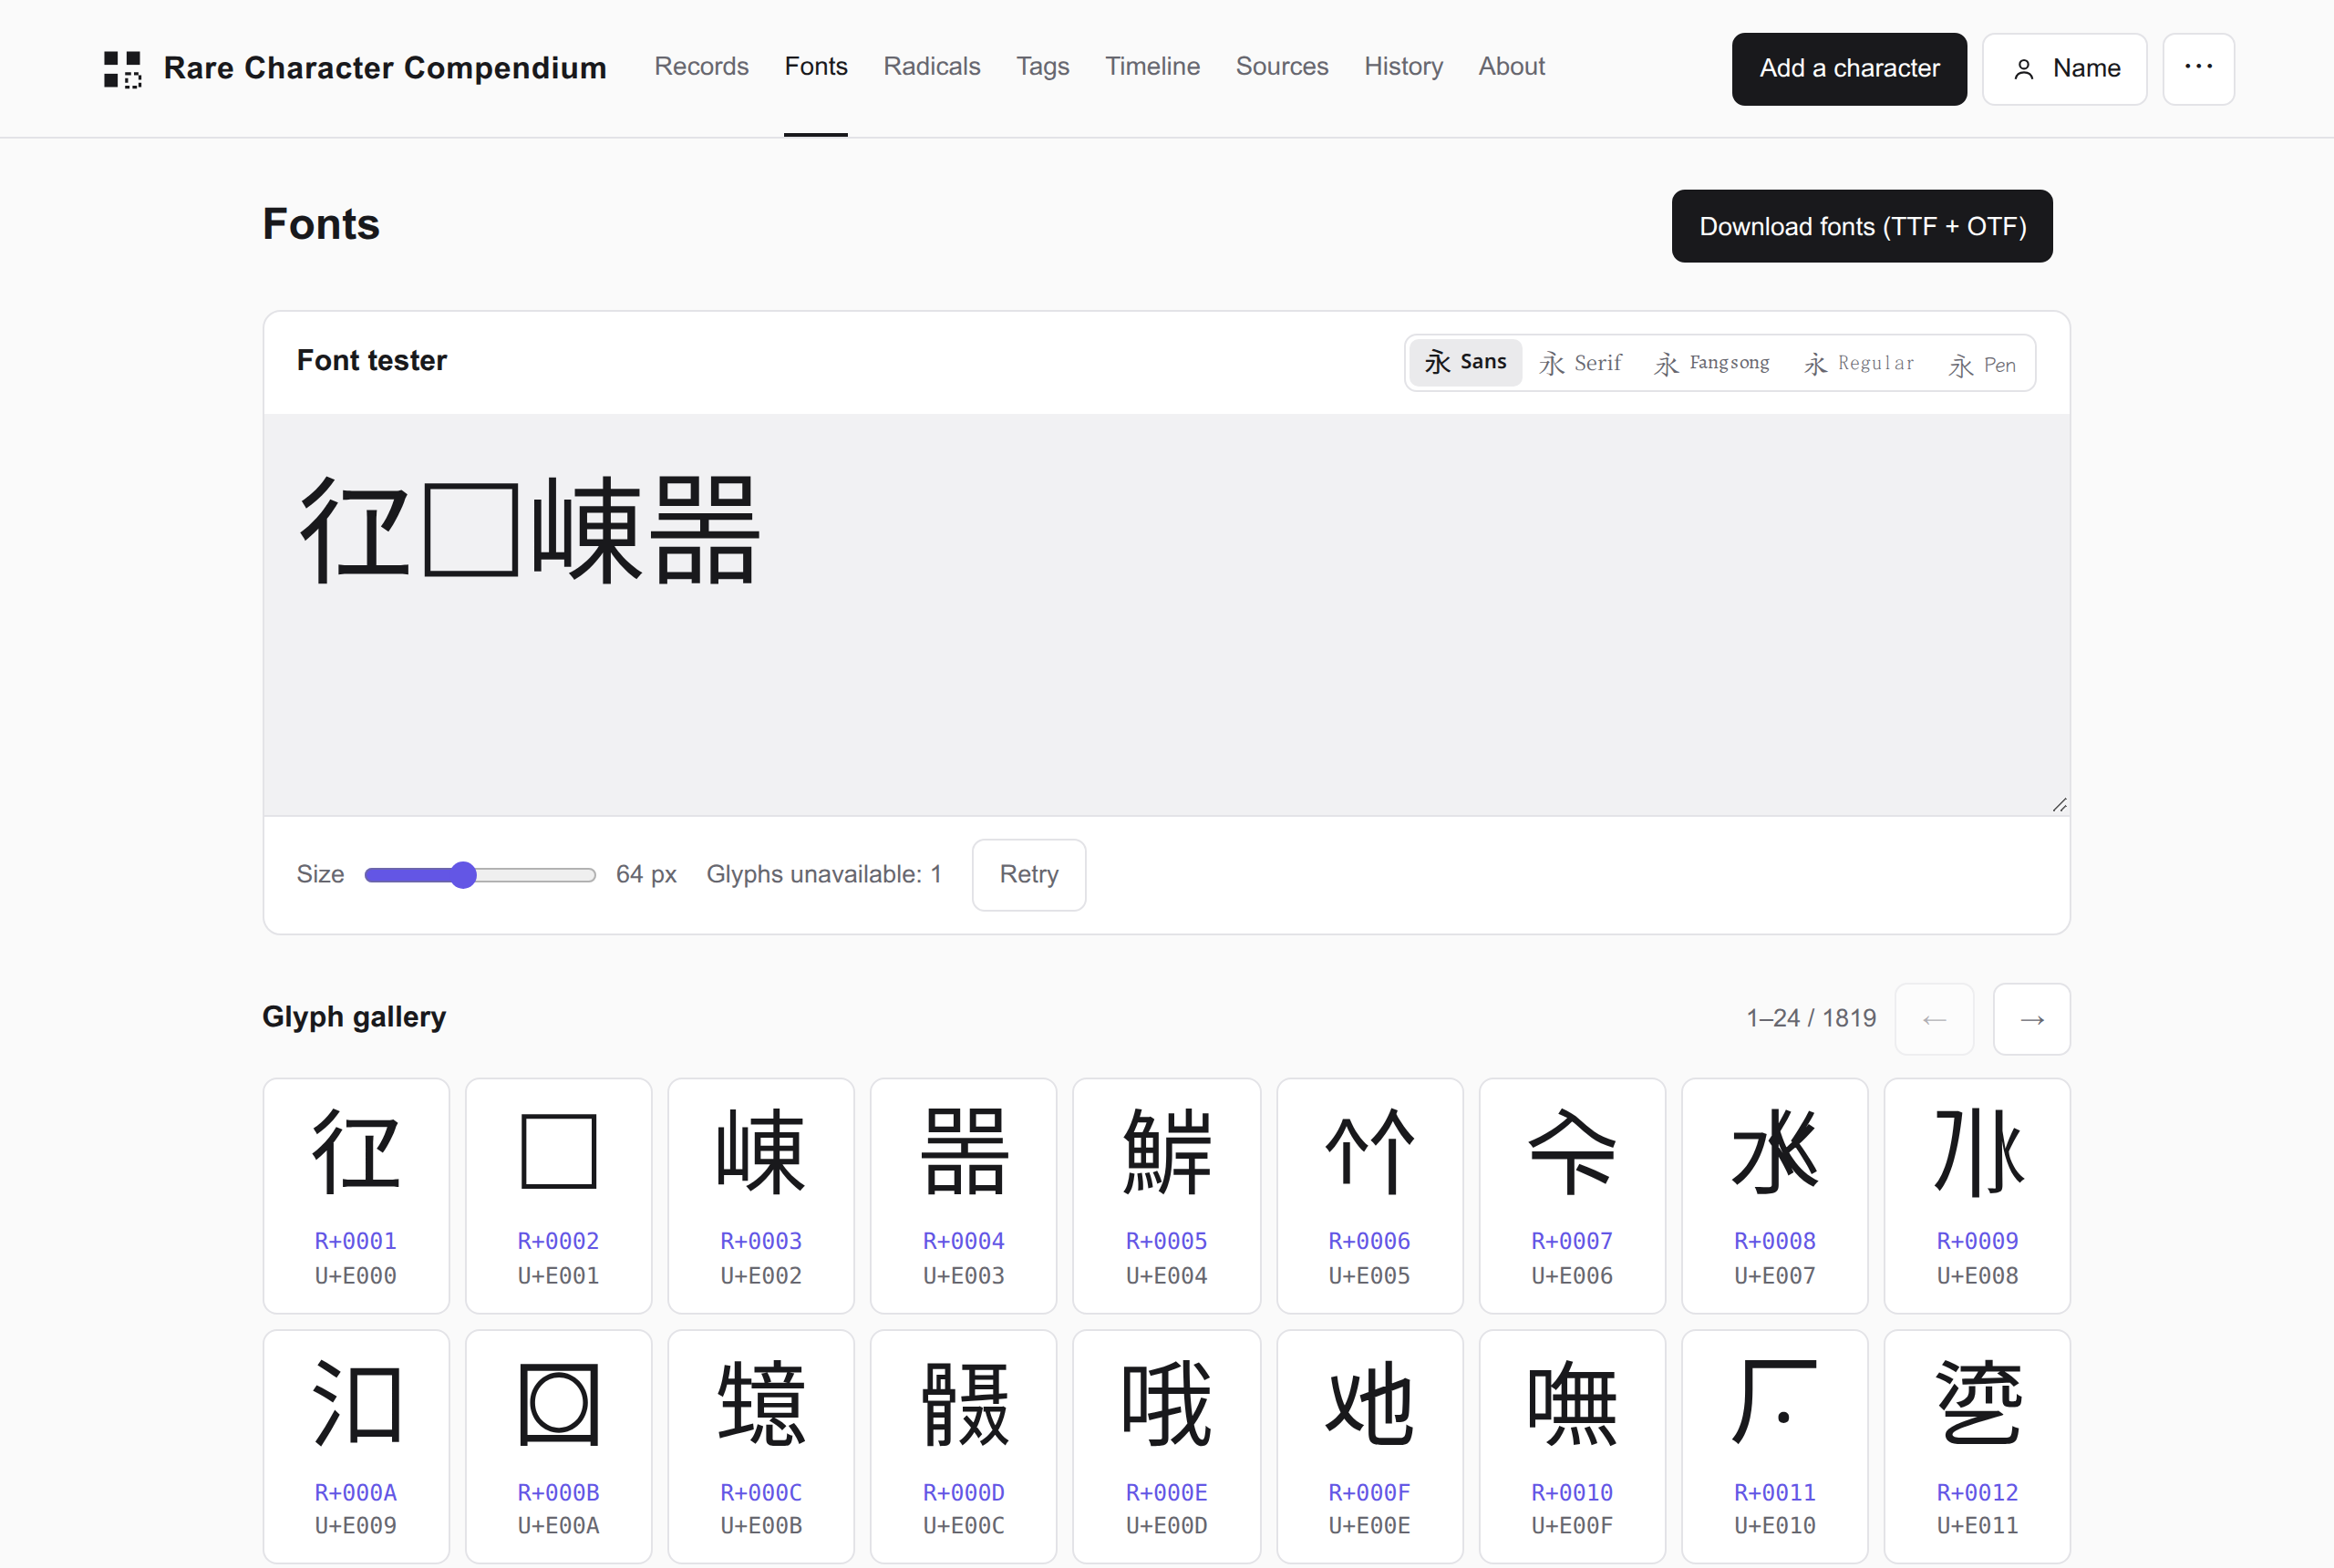 Rare Character Compendium
Records Fonts Radicals Tags Timeline Sources History About
Add a character
Name
...
Fonts
Download fonts (TTF + OTF)
Font tester
永 Sans 永 Serif 永 Fangsong 永 Regular 永 Pen
Size 64 px Glyphs unavailable: 1 Retry
Glyph gallery
1–24 / 1819 ← →
R+0001 R+0002 R+0003 R+0004 R+0005 R+0006 R+0007 R+0008 R+0009
U+E000 U+E001 U+E002 U+E003 U+E004 U+E005 U+E006 U+E007 U+E008
R+000A R+000B R+000C R+000D R+000E R+000F R+0010 R+0011 R+0012
U+E009 U+E00A U+E00B U+E00C U+E00D U+E00E U+E00F U+E010 U+E011